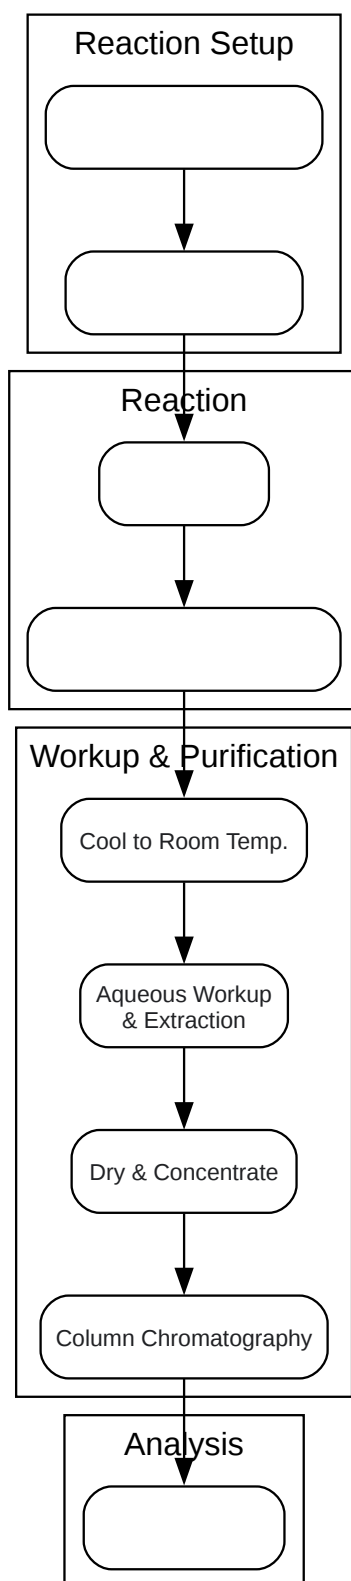 Reaction Setup
Reaction
Workup & Purification
Cool to Room Temp.
Aqueous Workup
& Extraction
Dry & Concentrate
Column Chromatography
Analysis